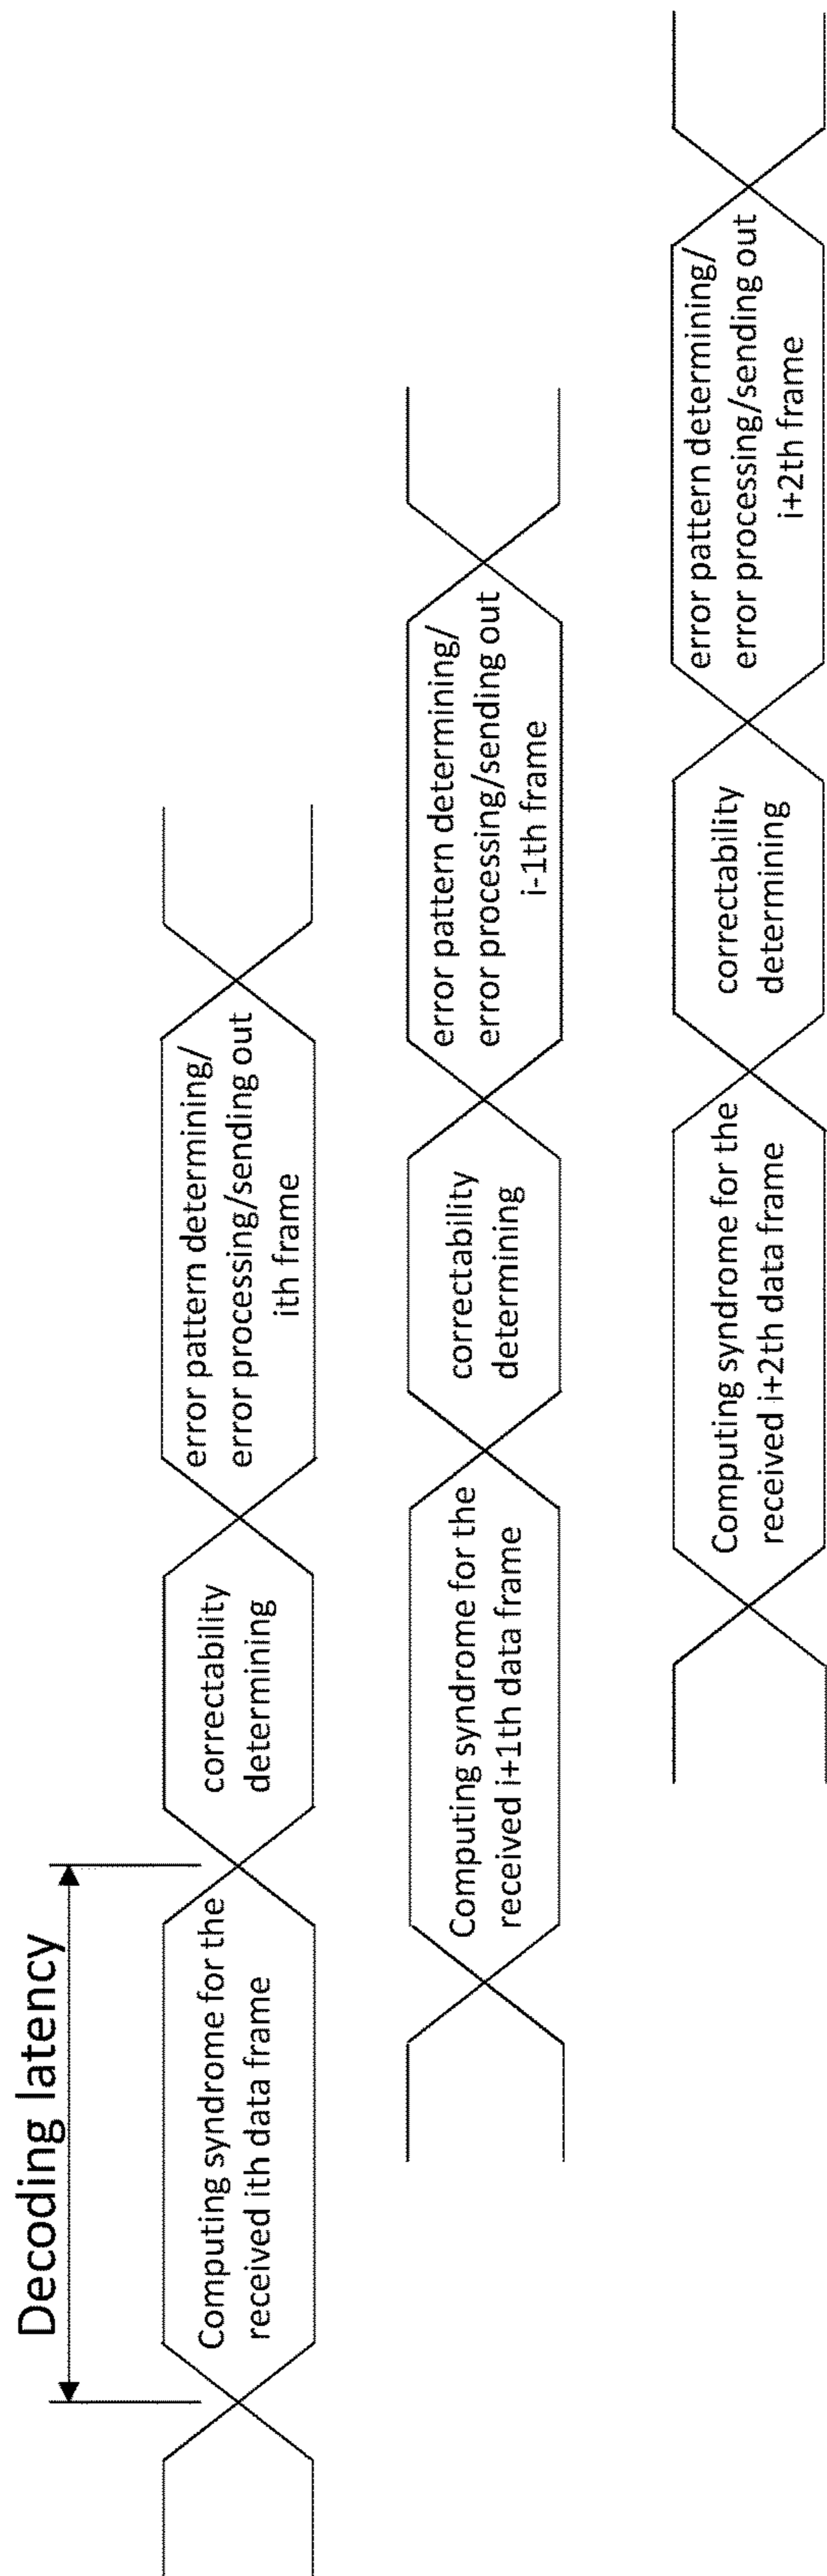 Decoding latency
Computing syndrome for the
received ith data frame
correctability
determining
error pattern determining/
error processing/sending out
ith frame
Computing syndrome for the
received i+1th data frame
correctability
determining
error pattern determining/
error processing/sending out
i-1th frame
Computing syndrome for the
received i+2th data frame
correctability
determining
error pattern determining/
error processing/sending out
i+2th frame